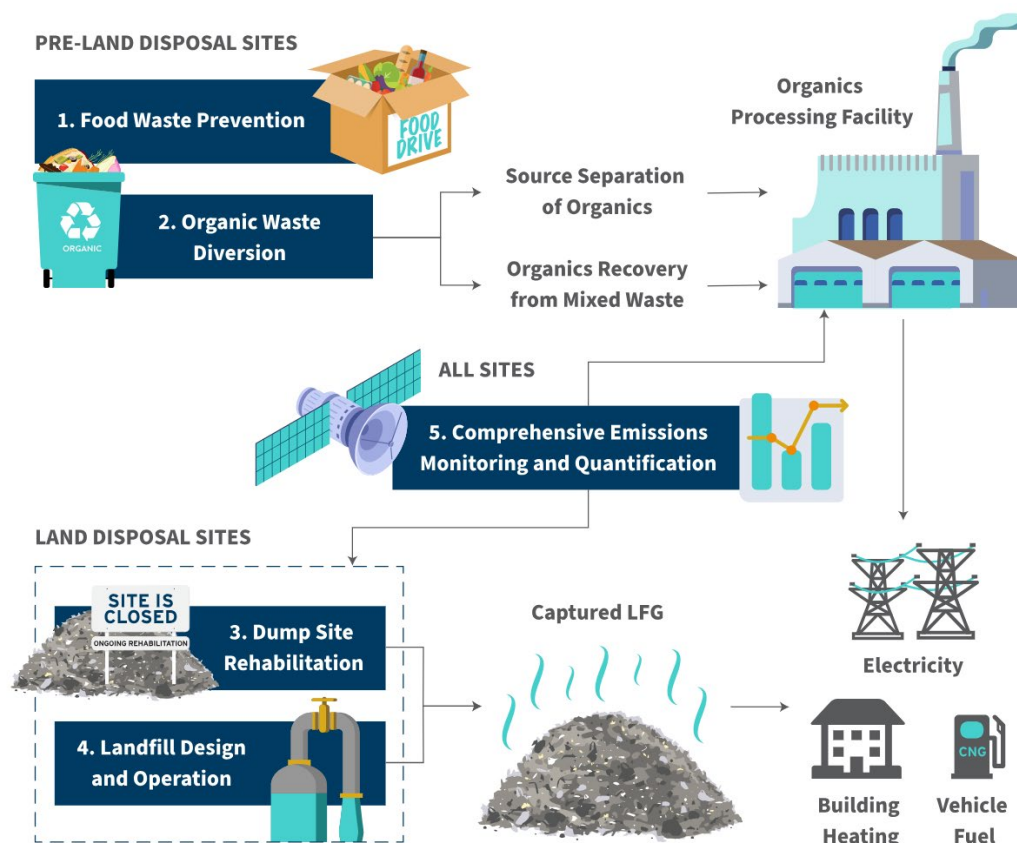 PRE-LAND DISPOSAL SITES
1. Food Waste Prevention
FOOD
DRIVE
ORGANIC
2. Organic Waste
Diversion
Source Separation
of Organics
Organics Recovery
from Mixed Waste
Organics
Processing Facility
ALL SITES
5. Comprehensive Emissions
Monitoring and Quantification
LAND DISPOSAL SITES
SITE IS
CLOSED
ONGOING REHABILITATION
3. Dump Site
Rehabilitation
4. Landfill Design
and Operation
Captured LFG
Electricity
Building
Heating
CNG
Vehicle
Fuel